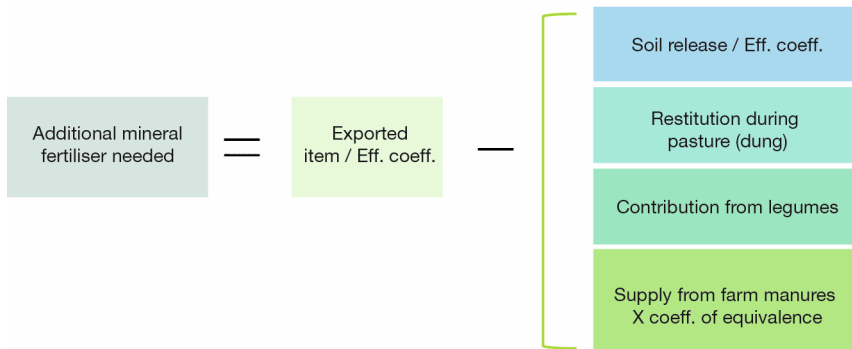 Additional mineral
fertiliser needed
=
Exported
item / Eff. coeff.
—
Soil release / Eff. coeff.
Restitution during
pasture (dung)
Contribution from legumes
Supply from farm manures
X coeff. of equivalence